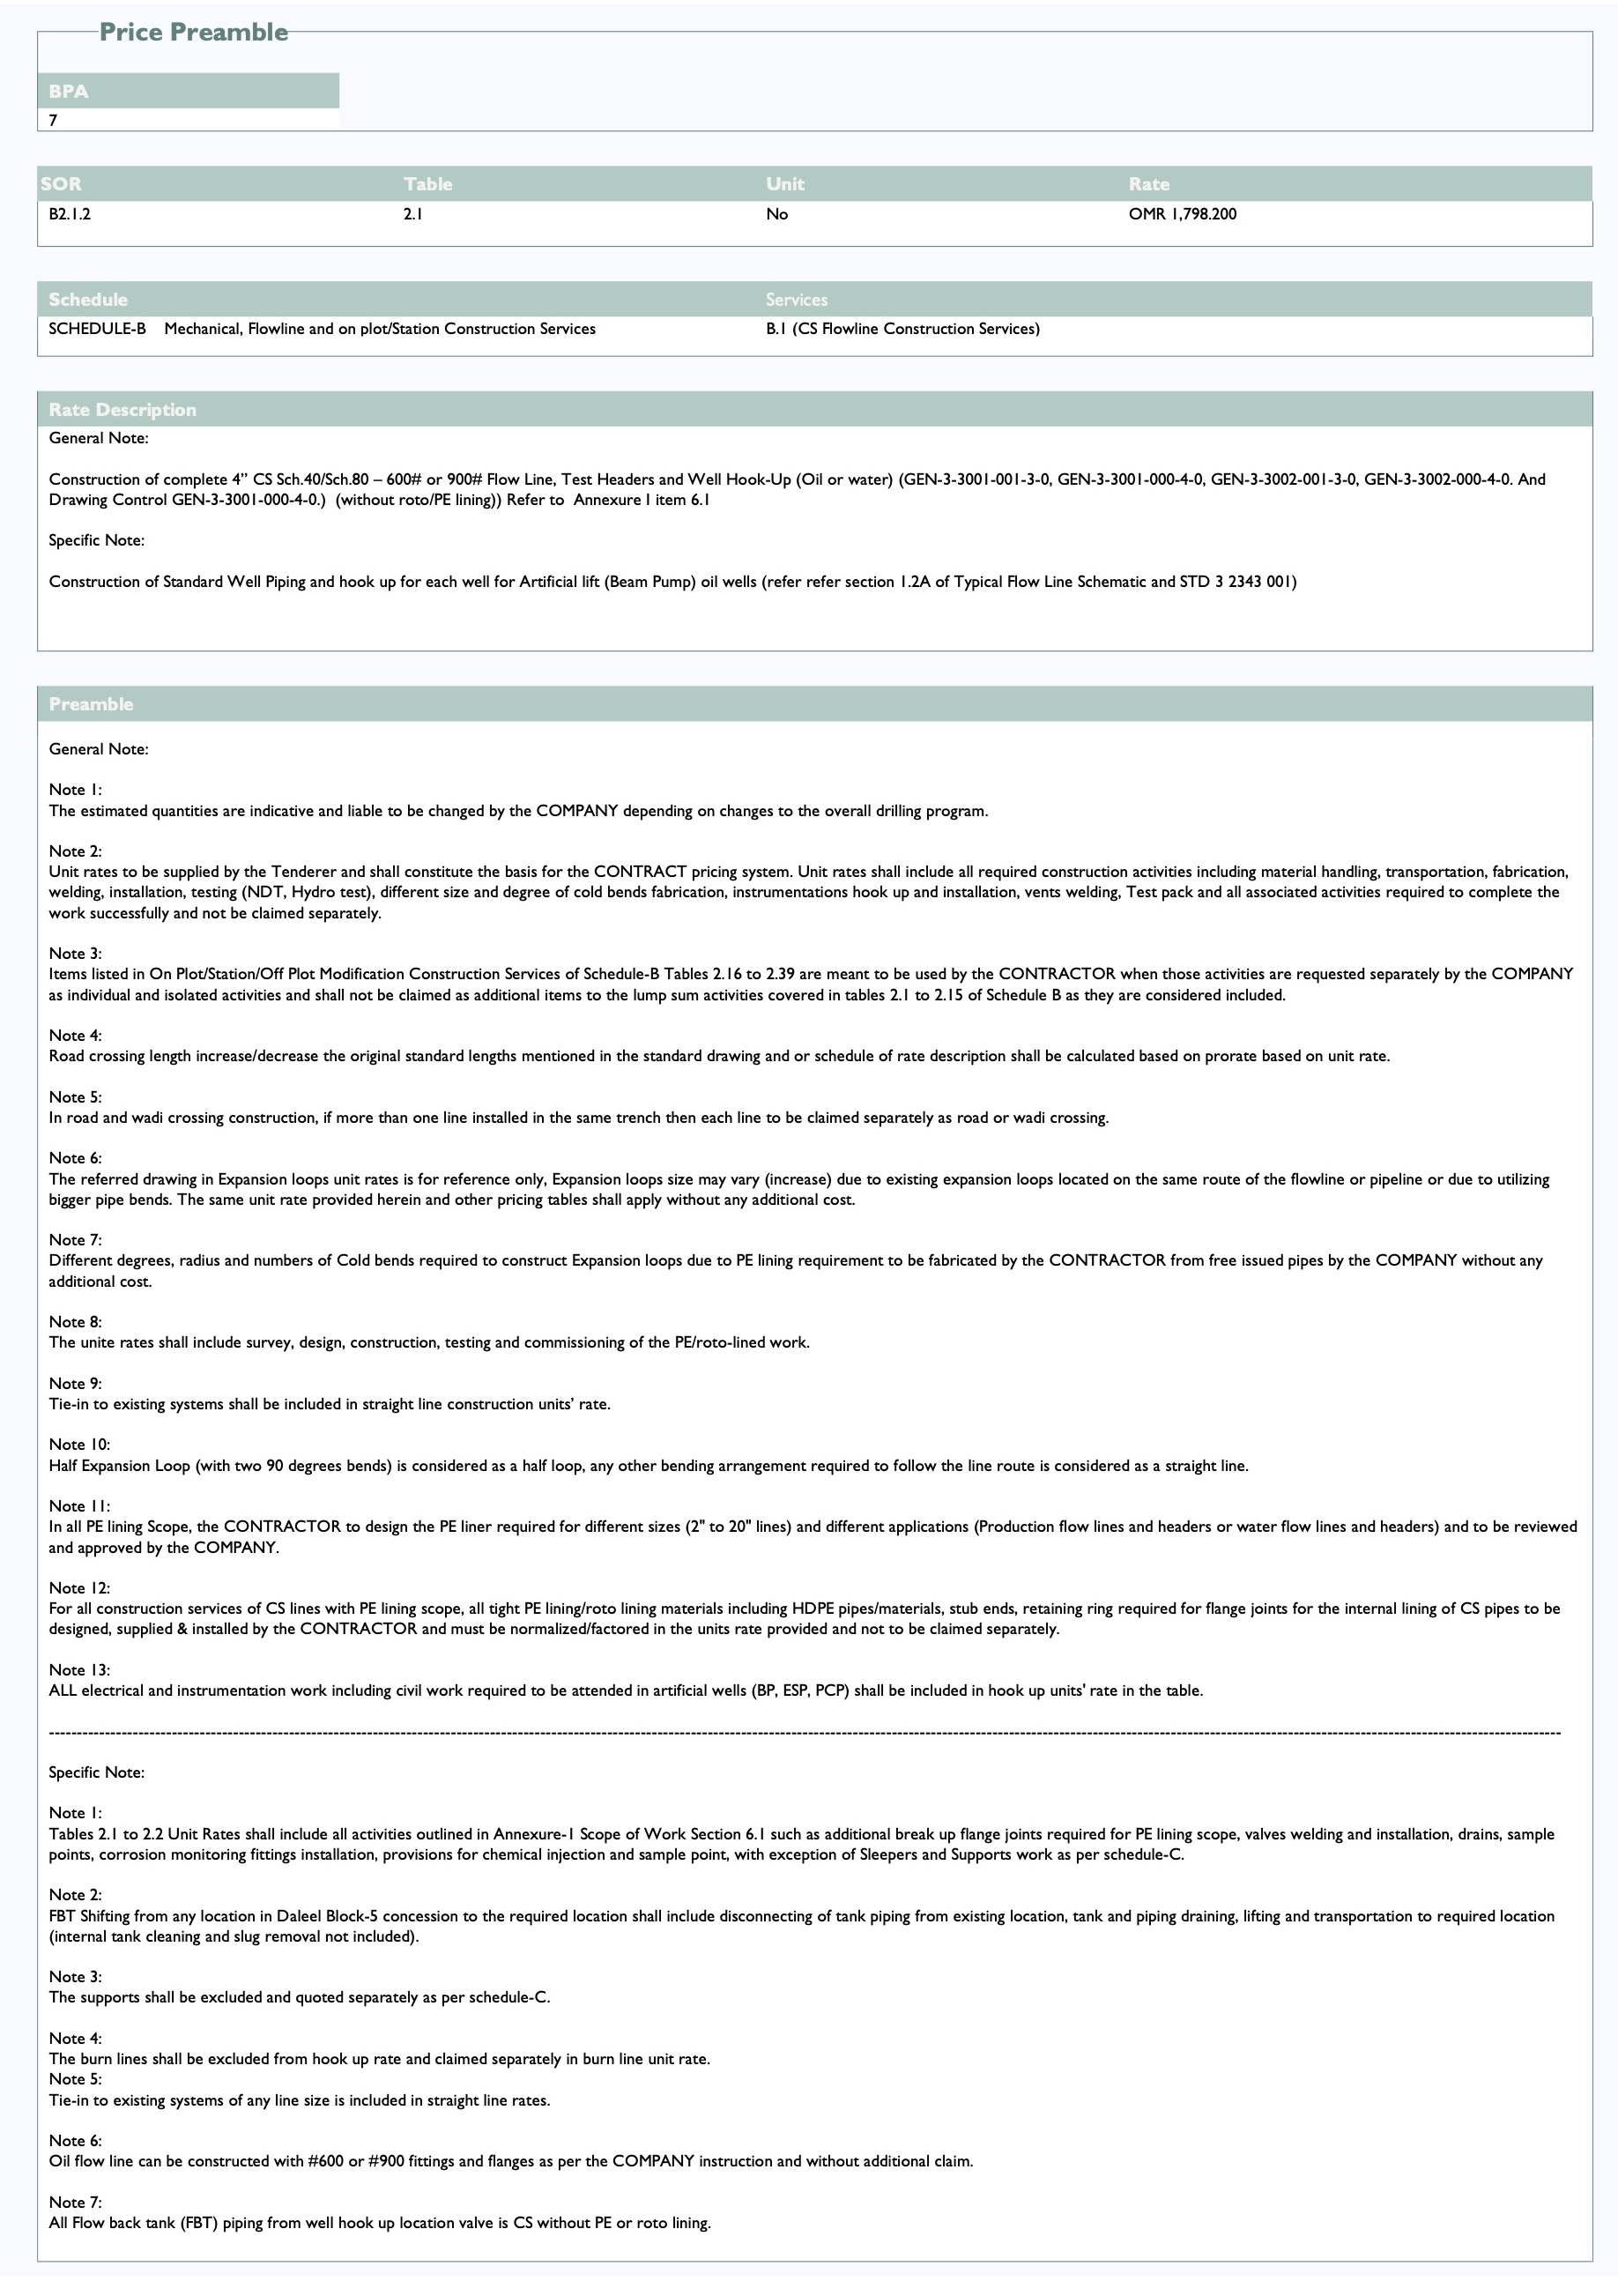 Price Preamble
BPA
7
SOR Table Unit Rate
B2.1.2 2.1 No OMR 1,798.200
Schedule Services
SCHEDULE-B Mechanical, Flowline and on plot/Station Construction Services B.1 (CS Flowline Construction Services)
Rate Description
General Note:
Construction of complete 4” CS Sch.40/Sch.80 – 600# or 900# Flow Line, Test Headers and Well Hook-Up (Oil or water) (GEN-3-3001-001-3-0, GEN-3-3001-000-4-0, GEN-3-3002-001-3-0, GEN-3-3002-000-4-0. And
Drawing Control GEN-3-3001-000-4-0.) (without roto/PE lining)) Refer to Annexure I item 6.1
Specific Note:
Construction of Standard Well Piping and hook up for each well for Artificial lift (Beam Pump) oil wells (refer refer section 1.2A of Typical Flow Line Schematic and STD 3 2343 001)
Preamble
General Note:
Note 1:
The estimated quantities are indicative and liable to be changed by the COMPANY depending on changes to the overall drilling program.
Note 2:
Unit rates to be supplied by the Tenderer and shall constitute the basis for the CONTRACT pricing system. Unit rates shall include all required construction activities including material handling, transportation, fabrication,
welding, installation, testing (NDT, Hydro test), different size and degree of cold bends fabrication, instrumentations hook up and installation, vents welding, Test pack and all associated activities required to complete the
work successfully and not be claimed separately.
Note 3:
Items listed in On Plot/Station/Off Plot Modification Construction Services of Schedule-B Tables 2.16 to 2.39 are meant to be used by the CONTRACTOR when those activities are requested separately by the COMPANY
as individual and isolated activities and shall not be claimed as additional items to the lump sum activities covered in tables 2.1 to 2.15 of Schedule B as they are considered included.
Note 4:
Road crossing length increase/decrease the original standard lengths mentioned in the standard drawing and or schedule of rate description shall be calculated based on prorate based on unit rate.
Note 5:
In road and wadi crossing construction, if more than one line installed in the same trench then each line to be claimed separately as road or wadi crossing.
Note 6:
The referred drawing in Expansion loops unit rates is for reference only, Expansion loops size may vary (increase) due to existing expansion loops located on the same route of the flowline or pipeline or due to utilizing
bigger pipe bends. The same unit rate provided herein and other pricing tables shall apply without any additional cost.
Note 7:
Different degrees, radius and numbers of Cold bends required to construct Expansion loops due to PE lining requirement to be fabricated by the CONTRACTOR from free issued pipes by the COMPANY without any
additional cost.
Note 8:
The unite rates shall include survey, design, construction, testing and commissioning of the PE/roto-lined work.
Note 9:
Tie-in to existing systems shall be included in straight line construction units’ rate.
Note 10:
Half Expansion Loop (with two 90 degrees bends) is considered as a half loop, any other bending arrangement required to follow the line route is considered as a straight line.
Note 11:
In all PE lining Scope, the CONTRACTOR to design the PE liner required for different sizes (2" to 20" lines) and different applications (Production flow lines and headers or water flow lines and headers) and to be reviewed
and approved by the COMPANY.
Note 12:
For all construction services of CS lines with PE lining scope, all tight PE lining/roto lining materials including HDPE pipes/materials, stub ends, retaining ring required for flange joints for the internal lining of CS pipes to be
designed, supplied & installed by the CONTRACTOR and must be normalized/factored in the units rate provided and not to be claimed separately.
Note 13:
ALL electrical and instrumentation work including civil work required to be attended in artificial wells (BP, ESP, PCP) shall be included in hook up units' rate in the table.
Specific Note:
Note 1:
Tables 2.1 to 2.2 Unit Rates shall include all activities outlined in Annexure-1 Scope of Work Section 6.1 such as additional break up flange joints required for PE lining scope, valves welding and installation, drains, sample
points, corrosion monitoring fittings installation, provisions for chemical injection and sample point, with exception of Sleepers and Supports work as per schedule-C.
Note 2:
FBT Shifting from any location in Daleel Block-5 concession to the required location shall include disconnecting of tank piping from existing location, tank and piping draining, lifting and transportation to required location
(internal tank cleaning and slug removal not included).
Note 3:
The supports shall be excluded and quoted separately as per schedule-C.
Note 4:
The burn lines shall be excluded from hook up rate and claimed separately in burn line unit rate.
Note 5:
Tie-in to existing systems of any line size is included in straight line rates.
Note 6:
Oil flow line can be constructed with #600 or #900 fittings and flanges as per the COMPANY instruction and without additional claim.
Note 7:
All Flow back tank (FBT) piping from well hook up location valve is CS without PE or roto lining.